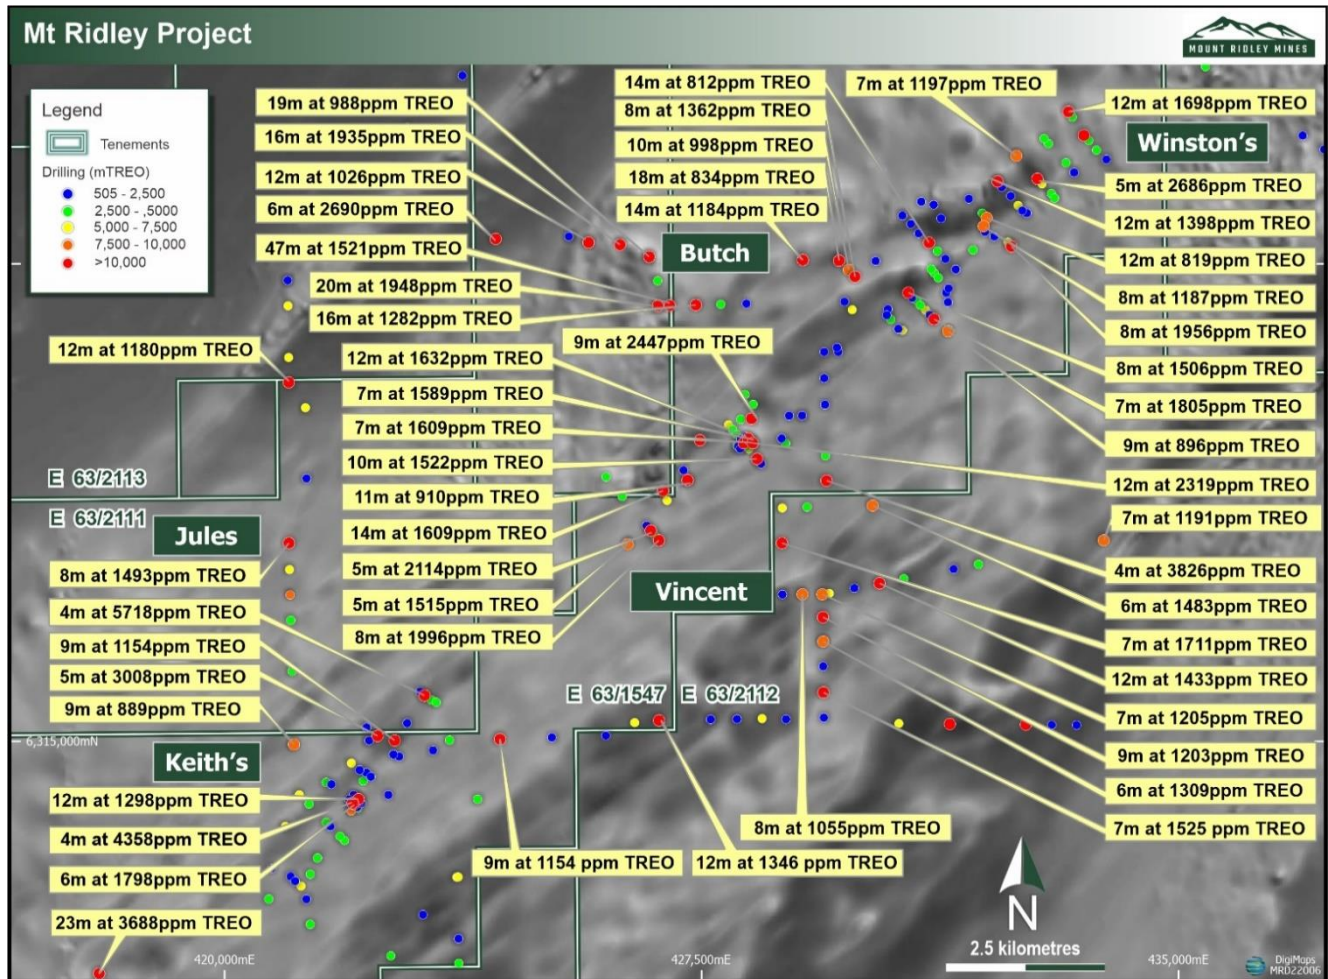 Mt Ridley Project
MOUNT RIDLEY MINES
Legend
Tenements
Drilling (mTREO)
505 - 2,500
2,500 - ,5000
5,000 - 7,500
7,500 - 10,000
>10,000
19m at 988ppm TREO
16m at 1935ppm TREO
12m at 1026ppm TREO
6m at 2690ppm TREO
47m at 1521ppm TREO
20m at 1948ppm TREO
16m at 1282ppm TREO
14m at 812ppm TREO
8m at 1362ppm TREO
10m at 998ppm TREO
18m at 834ppm TREO
14m at 1184ppm TREO
7m at 1197ppm TREO
12m at 1698ppm TREO
Winston's
5m at 2686ppm TREO
12m at 1398ppm TREO
12m at 819ppm TREO
8m at 1187ppm TREO
8m at 1956ppm TREO
8m at 1506ppm TREO
7m at 1805ppm TREO
9m at 896ppm TREO
12m at 2319ppm TREO
7m at 1191ppm TREO
4m at 3826ppm TREO
6m at 1483ppm TREO
7m at 1711ppm TREO
12m at 1433ppm TREO
7m at 1205ppm TREO
9m at 1203ppm TREO
6m at 1309ppm TREO
7m at 1525 ppm TREO
Butch
9m at 2447ppm TREO
12m at 1180ppm TREO
12m at 1632ppm TREO
7m at 1589ppm TREO
7m at 1609ppm TREO
10m at 1522ppm TREO
11m at 910ppm TREO
14m at 1609ppm TREO
5m at 2114ppm TREO
5m at 1515ppm TREO
8m at 1996ppm TREO
E 63/2113
E 63/2111
Jules
8m at 1493ppm TREO
4m at 5718ppm TREO
9m at 1154ppm TREO
5m at 3008ppm TREO
9m at 889ppm TREO
Vincent
E 63/1547
E 63/2112
6,315,000mN
Keith's
12m at 1298ppm TREO
4m at 4358ppm TREO
6m at 1798ppm TREO
23m at 3688ppm TREO
8m at 1055ppm TREO
9m at 1154 ppm TREO
12m at 1346 ppm TREO
N
2.5 kilometres
420,000mE
427,500mE
435,000mE
DigiMaps
MRD22006